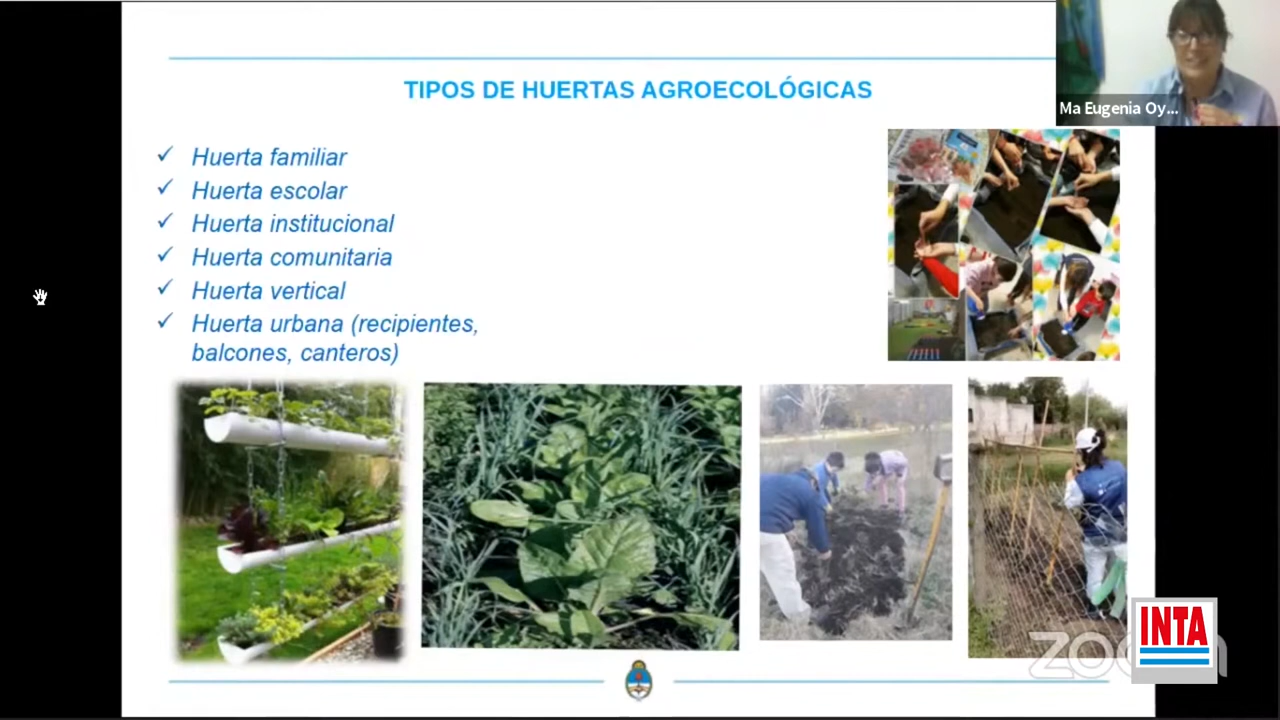 TIPOS DE HUERTAS AGROECOLÓGICAS
Ma Eugenia Oy...
✓ Huerta familiar
✓ Huerta escolar
✓ Huerta institucional
✓ Huerta comunitaria
✓ Huerta vertical
✓ Huerta urbana (recipientes,
balcones, canteros)
INTA